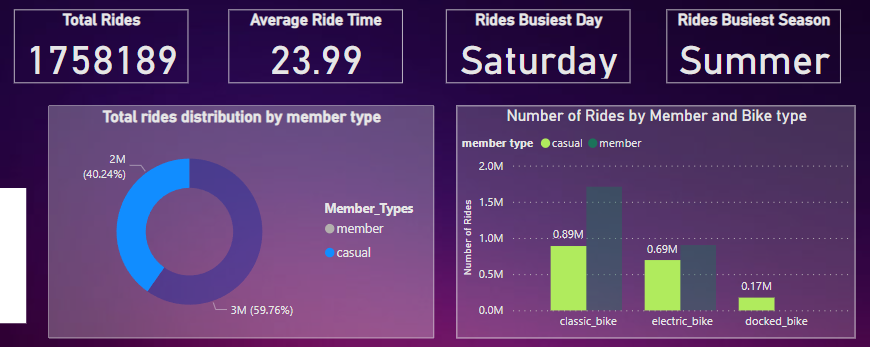 Total Rides
1758189
Average Ride Time
23.99
Rides Busiest Day
Saturday
Rides Busiest Season
Summer
Total rides distribution by member type
2M
(40.24%)
3M (59.76%)
Member_Types
member
casual
Number of Rides by Member and Bike type
member type casual member
Number of Rides
2.0M
1.5M
1.0M
0.5M
0.0M
0.89M
0.69M
0.17M
classic_bike electric_bike docked_bike